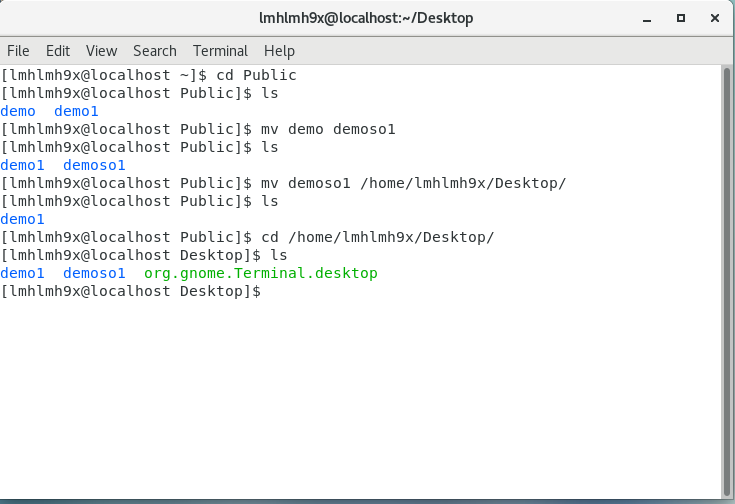 lmhlmh9x@localhost:~/Desktop
File Edit View Search Terminal Help
[lmhlmh9x@localhost ~]$ cd Public
[lmhlmh9x@localhost Public]$ ls
demo  demo1
[lmhlmh9x@localhost Public]$ mv demo demoso1
[lmhlmh9x@localhost Public]$ ls
demo1  demoso1
[lmhlmh9x@localhost Public]$ mv demoso1 /home/lmhlmh9x/Desktop/
[lmhlmh9x@localhost Public]$ ls
demo1
[lmhlmh9x@localhost Public]$ cd /home/lmhlmh9x/Desktop/
[lmhlmh9x@localhost Desktop]$ ls
demo1  demoso1  org.gnome.Terminal.desktop
[lmhlmh9x@localhost Desktop]$